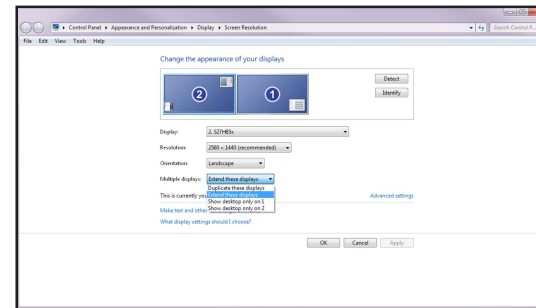 Control Panel ▸ Appearance and Personalization ▸ Display ▸ Screen Resolution
Search Control P...
File Edit View Tools Help
Change the appearance of your displays
2
1
Detect
Identify
Display: 2. S27H85x
Resolution: 2560 × 1440 (recommended)
Orientation: Landscape
Multiple displays: Extend these displays
Duplicate these displays
This is currently you Extend these displays Advanced settings
Show desktop only on 1
Make text and other Show desktop only on 2
What display settings should I choose?
OK Cancel Apply